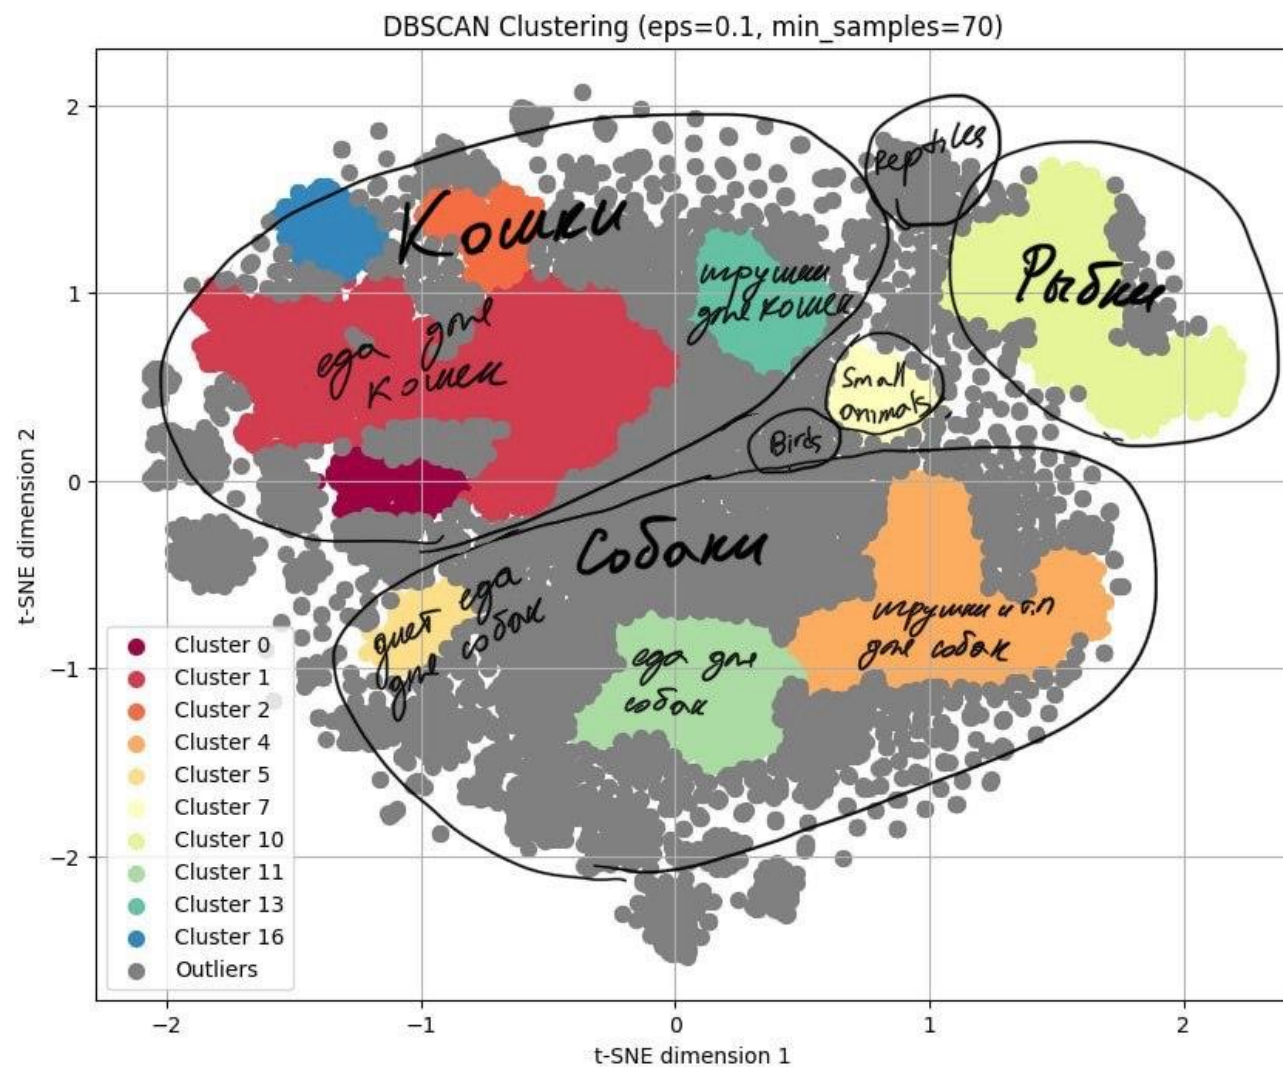 DBSCAN Clustering (eps=0.1, min_samples=70)
t-SNE dimension 2
2
1
0
−1
−2
reptiles
Кошки
Рыбки
игрушки
для кошек
еда для
кошек
Small
animals
Birds
Собаки
диет еда
для собак
игрушки и т.п
для собак
еда для
собак
Cluster 0
Cluster 1
Cluster 2
Cluster 4
Cluster 5
Cluster 7
Cluster 10
Cluster 11
Cluster 13
Cluster 16
Outliers
−2
−1
0
1
2
t-SNE dimension 1